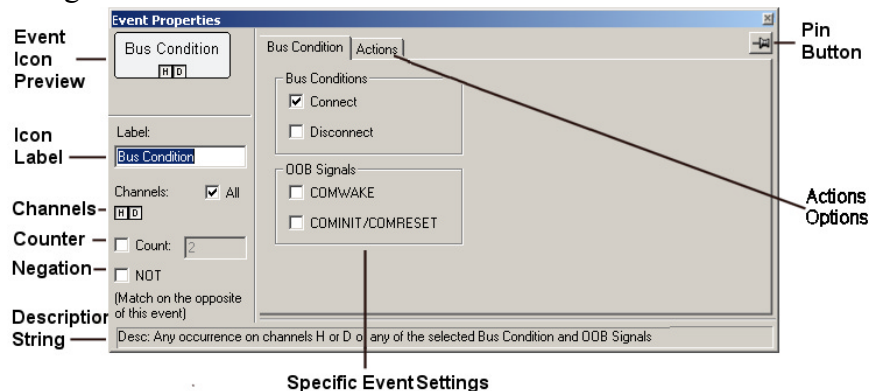 Event Properties
Event
Icon
Preview
Bus Condition
H D
Bus Condition
Actions
Pin
Button
Bus Conditions
Connect
Disconnect
Icon
Label
Label:
Bus Condition
OOB Signals
COMWAKE
COMINIT/COMRESET
Channels
Channels:
All
H D
Actions
Options
Counter
Count:
2
Negation
NOT
(Match on the opposite
of this event)
Description
String
Desc: Any occurrence on channels H or D of any of the selected Bus Condition and OOB Signals
Specific Event Settings